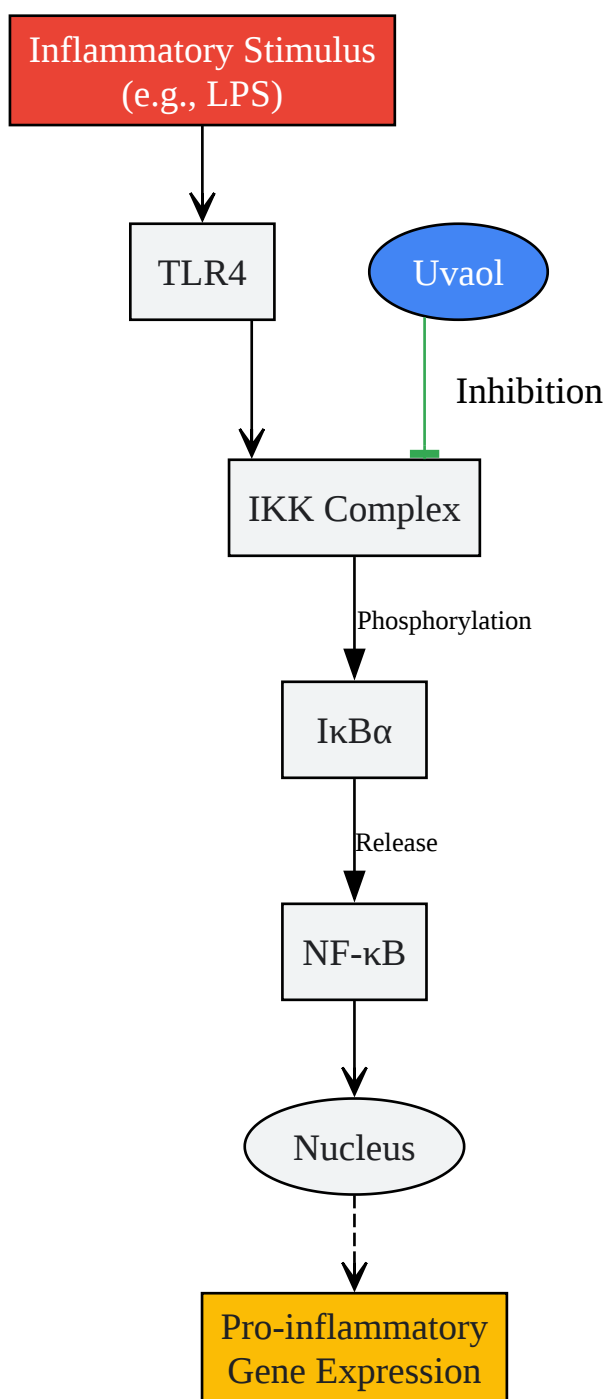 Inflammatory Stimulus
(e.g., LPS)
TLR4
Uvaol
Inhibition
IKK Complex
Phosphorylation
IκBα
Release
NF-κB
Nucleus
Pro-inflammatory
Gene Expression